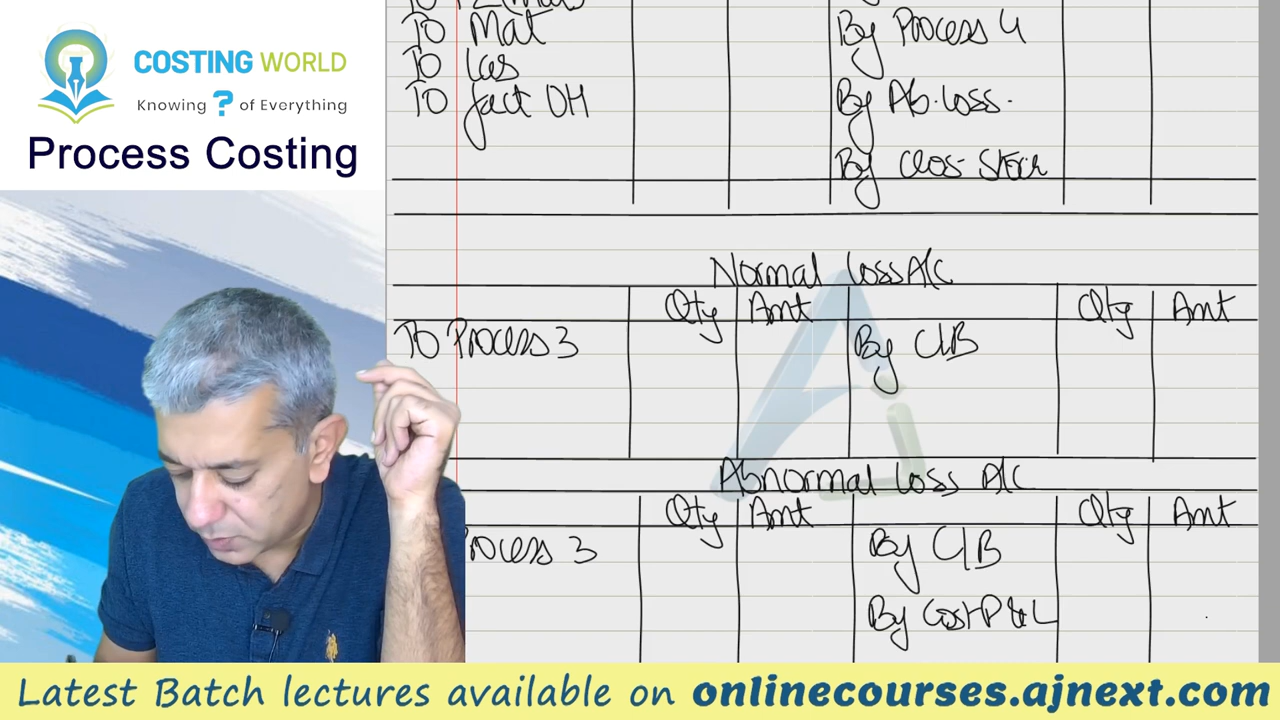 COSTING WORLD
Knowing ? of Everything
Process Costing
To Mat
To Lab
To fact OH
By Process 4
By Ab. Loss.
By Clos. Stock
Normal Loss A/c
Qty Amt Qty Amt
To Process 3 By C/B
Abnormal Loss A/c
Qty Amt Qty Amt
Process 3 By C/B
By Cost P & L
Latest Batch lectures available on onlinecourses.ajnext.com